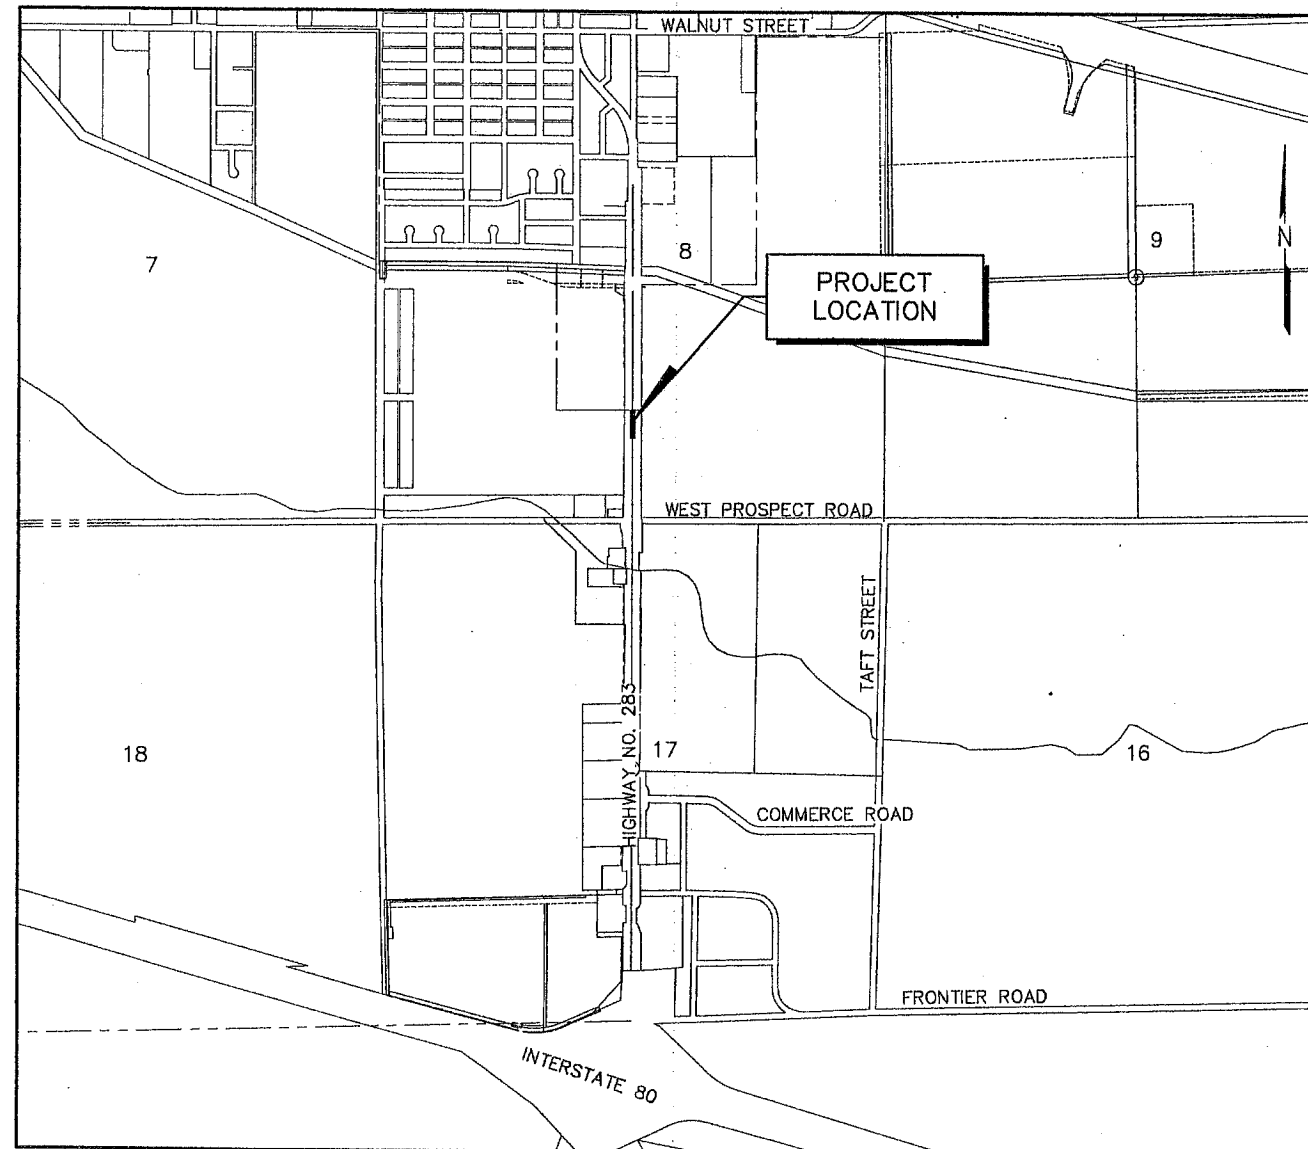 WALNUT STREET
7
8
9
N
PROJECT
LOCATION
WEST PROSPECT ROAD
TAFT STREET
HIGHWAY NO. 283
18
17
16
COMMERCE ROAD
FRONTIER ROAD
INTERSTATE 80